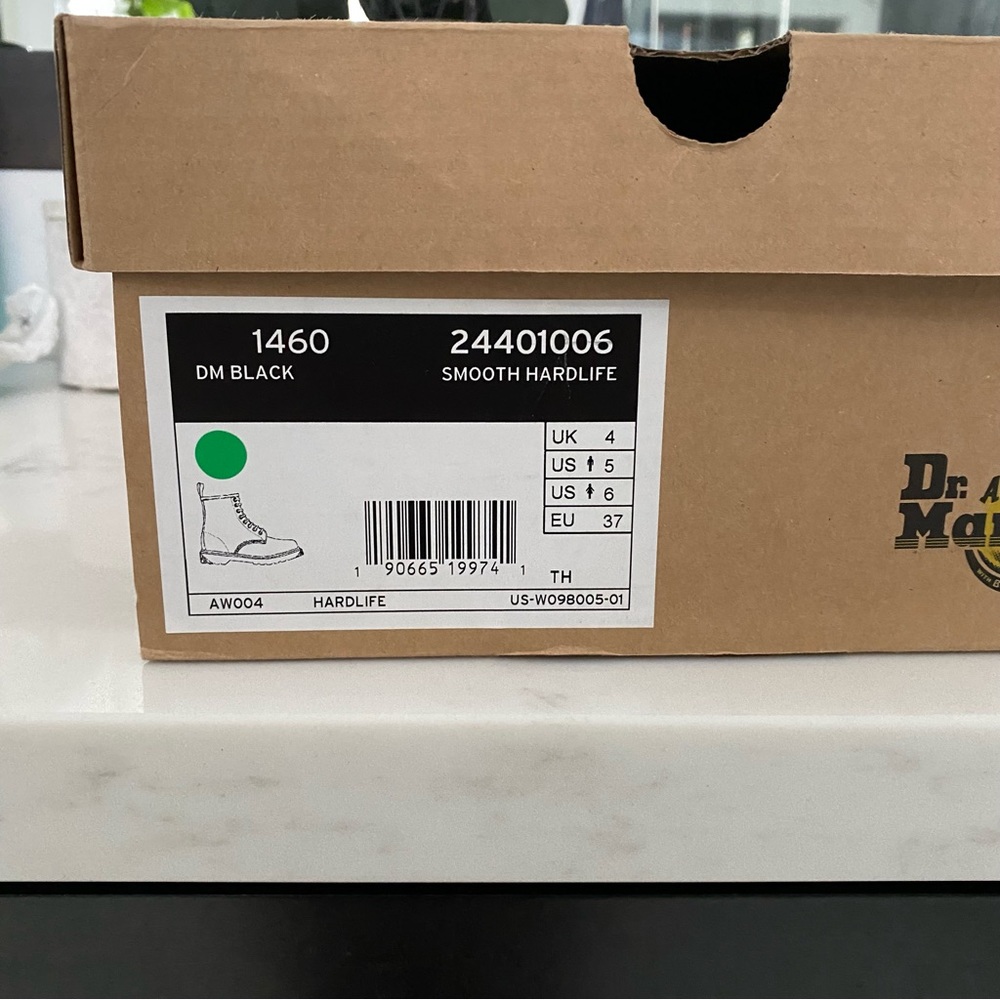 1460 24401006
DM BLACK SMOOTH HARDLIFE
UK 4
US 5
US 6
EU 37
1 90665 19974 1
TH
AW004 HARDLIFE US-W098005-01
Dr.